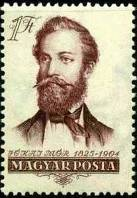 1 Ft
JÓKAI MÓR 1825-1904
MAGYAR POSTA